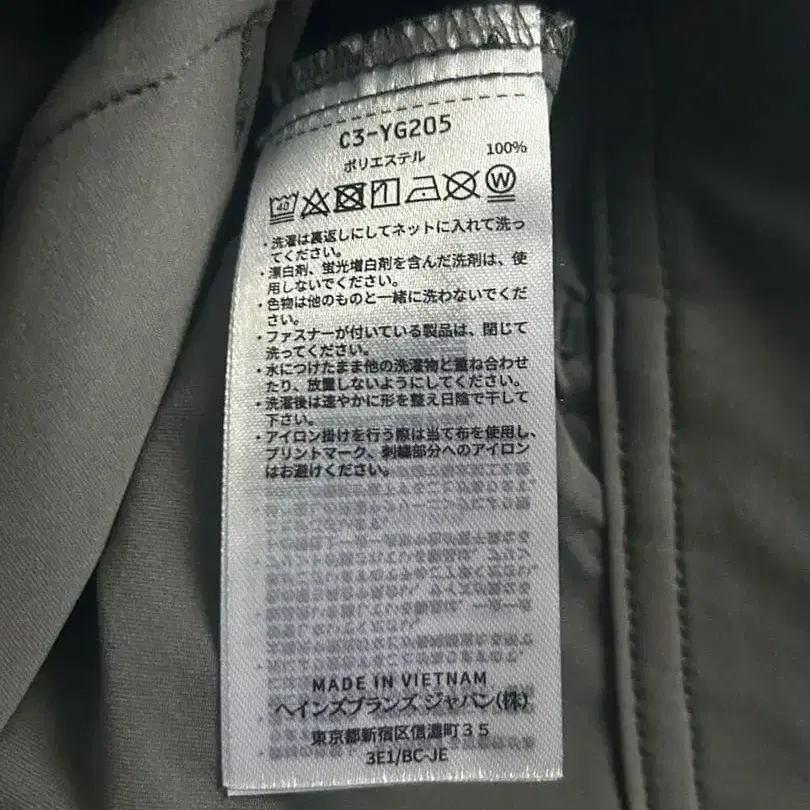 C3-YG205
ポリエステル 100%
40 W
・洗濯は裏返しにしてネットに入れて洗っ
てください。
・漂白剤、蛍光増白剤を含んだ洗剤は、使
用しないでください。
・色物は他のものと一緒に洗わないでくだ
さい。
・ファスナーが付いている製品は、閉じて
洗ってください。
・水につけたまま他の洗濯物と重ね合わせ
たり、放置しないようにしてください。
・洗濯後は速やかに形を整え日陰で干して
下さい。
・アイロン掛けを行う際は当て布を使用し、
プリントマーク、刺繍部分へのアイロン
はお避けください。
MADE IN VIETNAM
ヘインズブランズ ジャパン(株)
東京都新宿区信濃町35
3E1/BC-JE